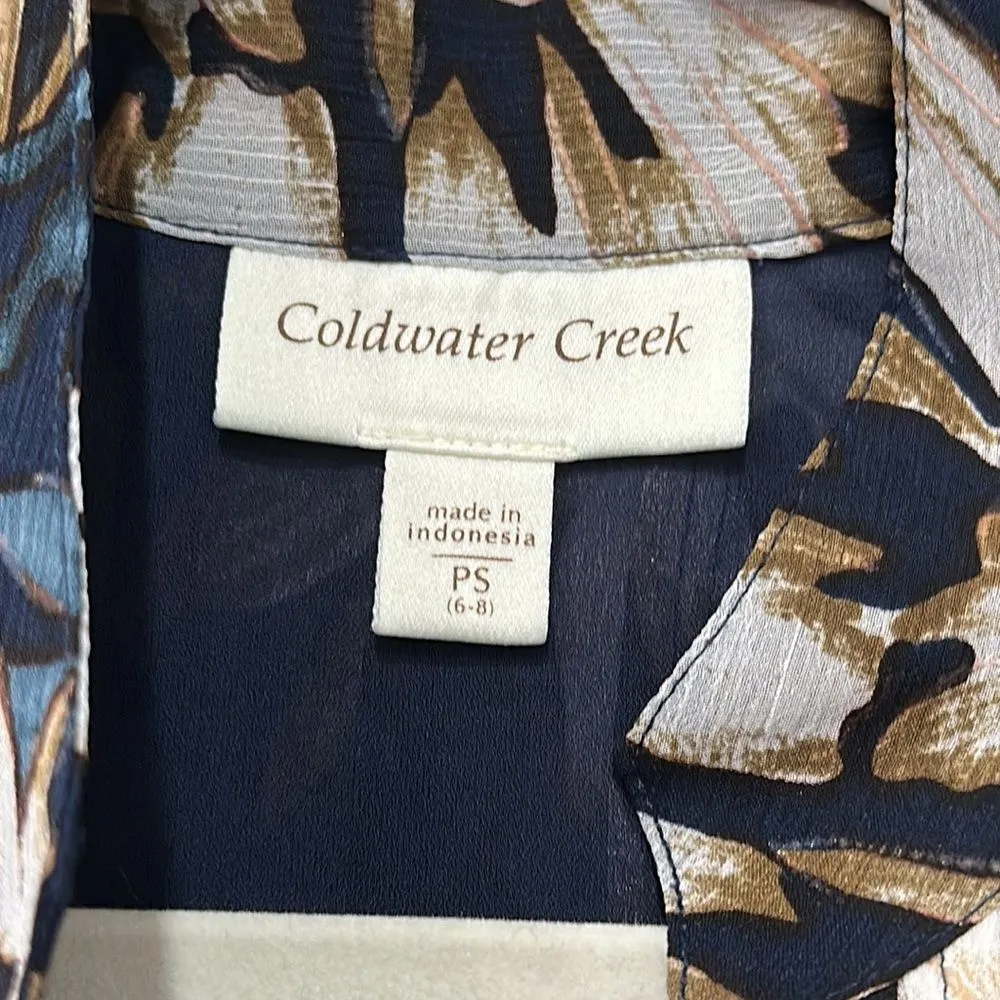 Coldwater Creek
made in
indonesia
PS
(6-8)